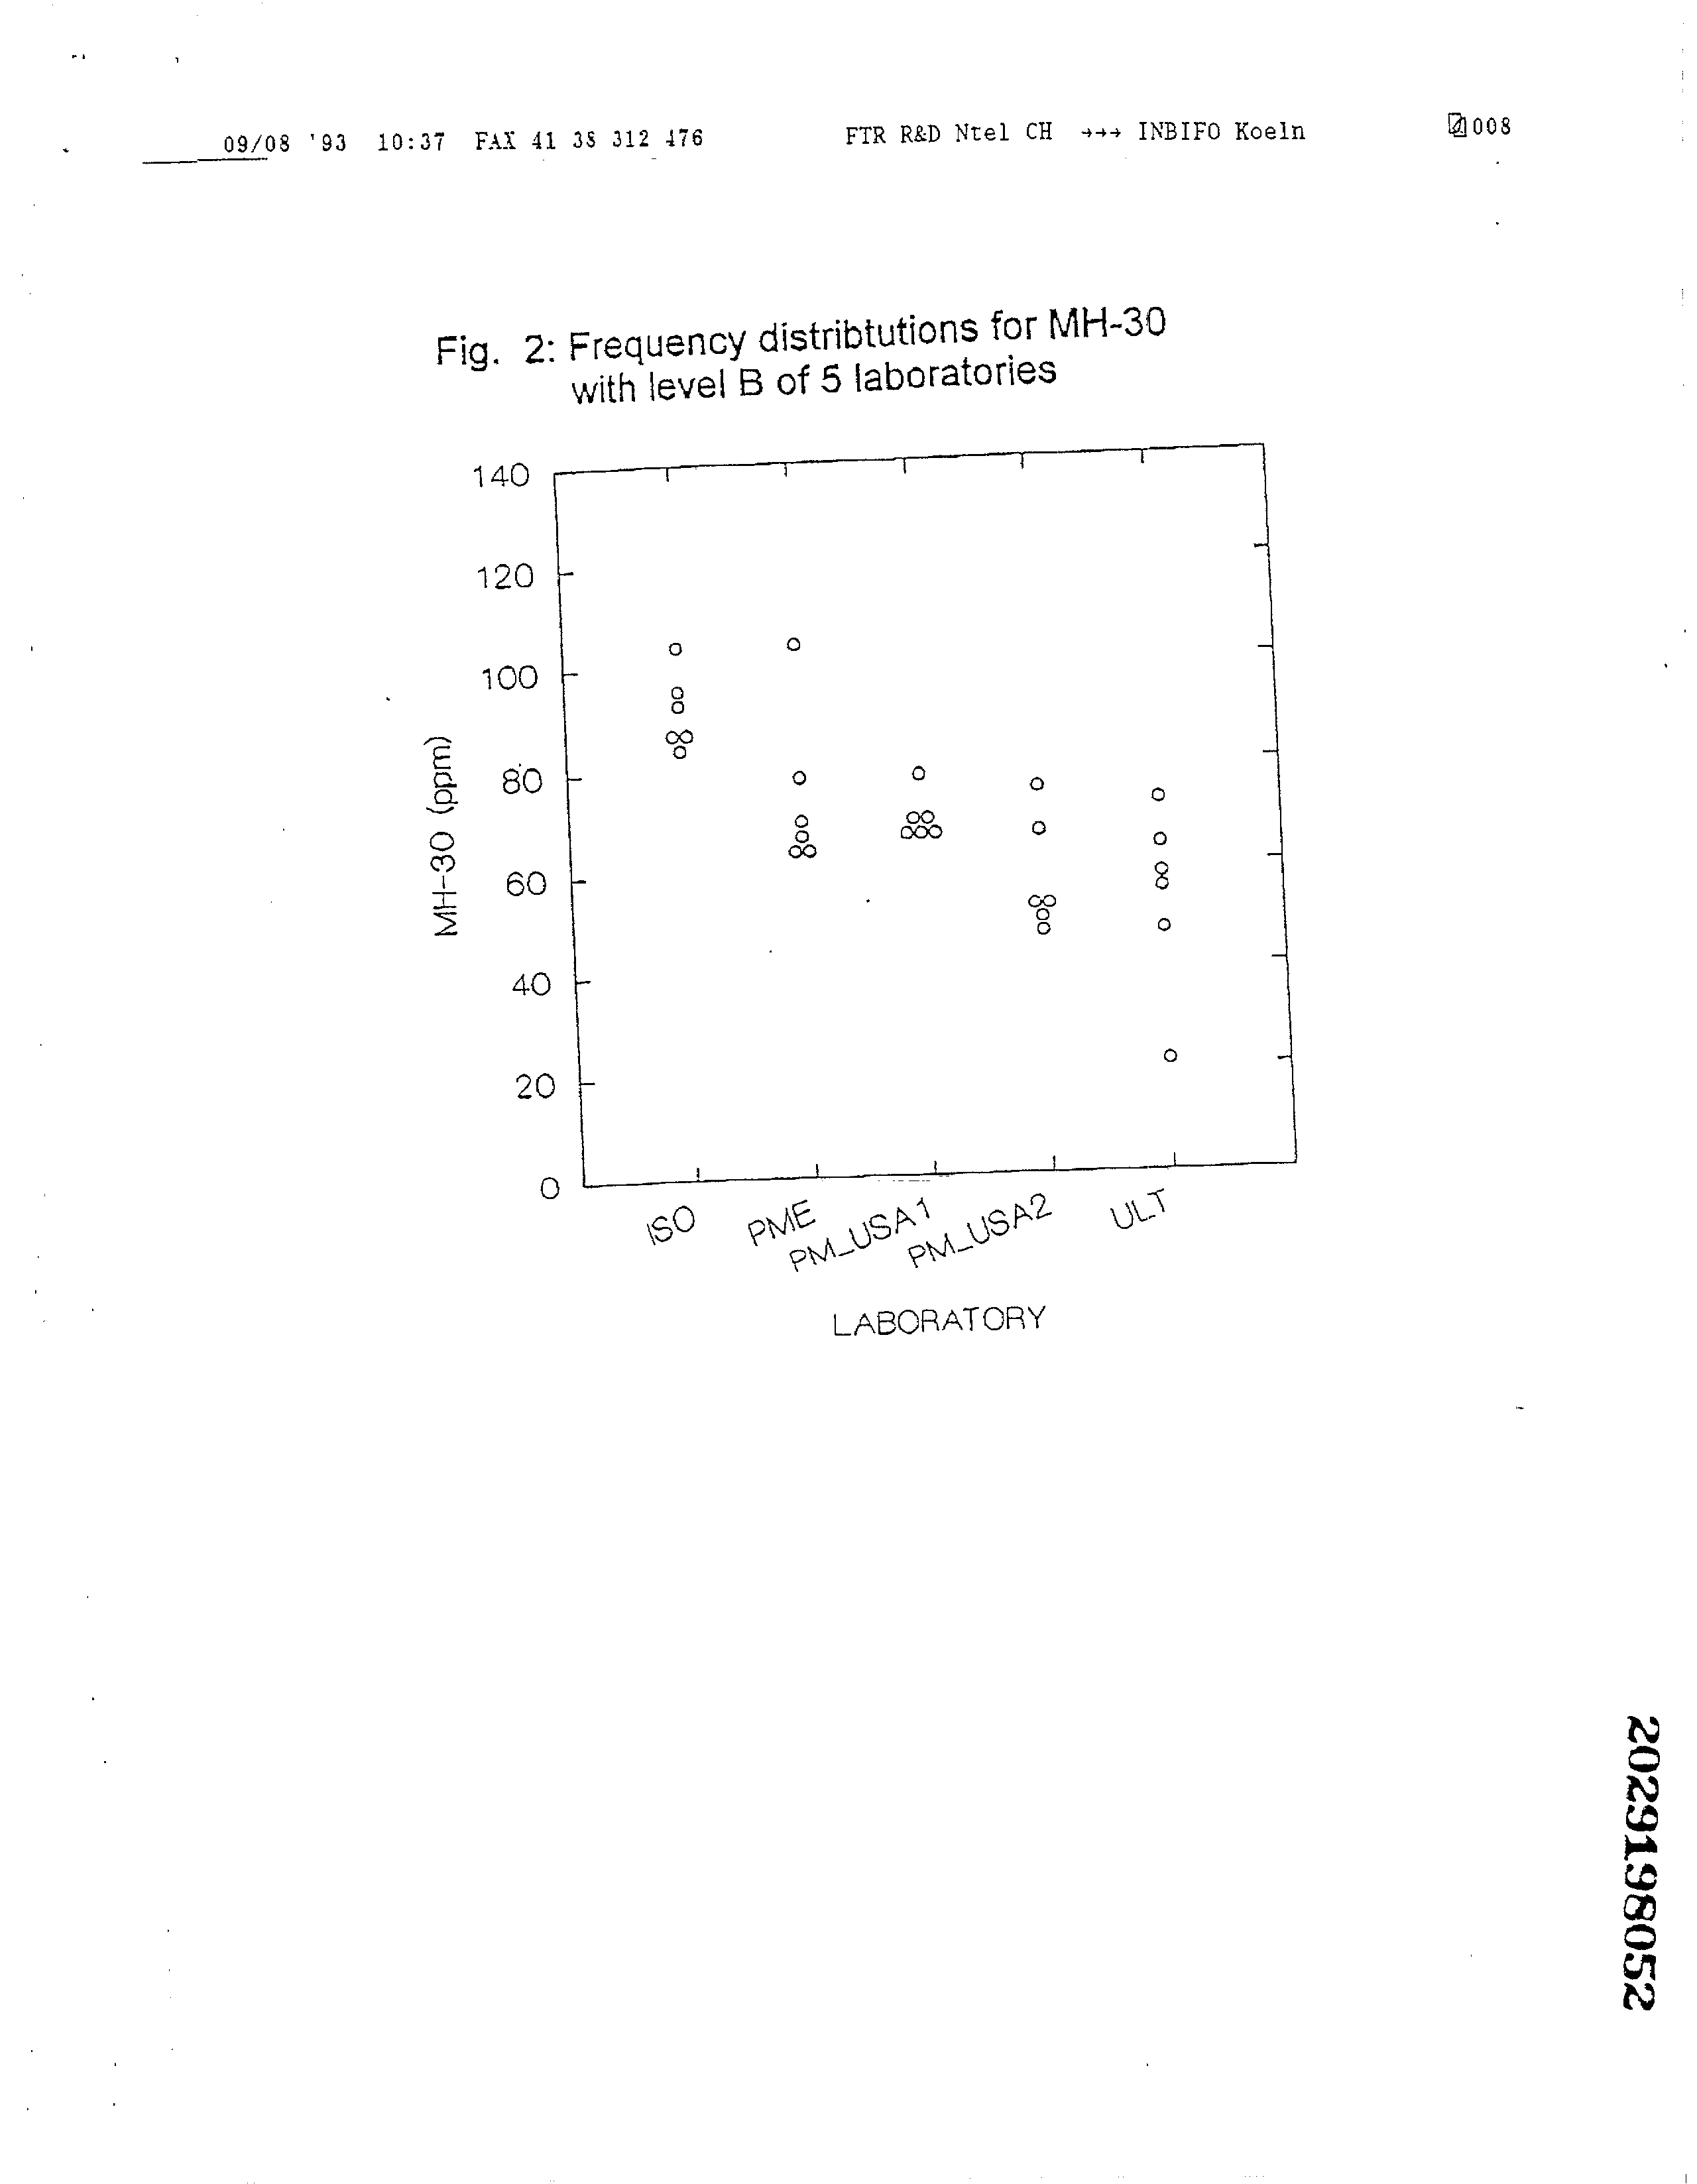 09/08 '93 10:37 FAX 41 38 312 476 FTR R&D Ntel CH →→→ INBIFO Koeln 008
Fig. 2: Frequency distribtutions for MH-30
with level B of 5 laboratories
140
120
100
80
60
40
20
0
MH-30 (ppm)
ISO PME PM_USA1 PM_USA2 ULT
LABORATORY
2029198052